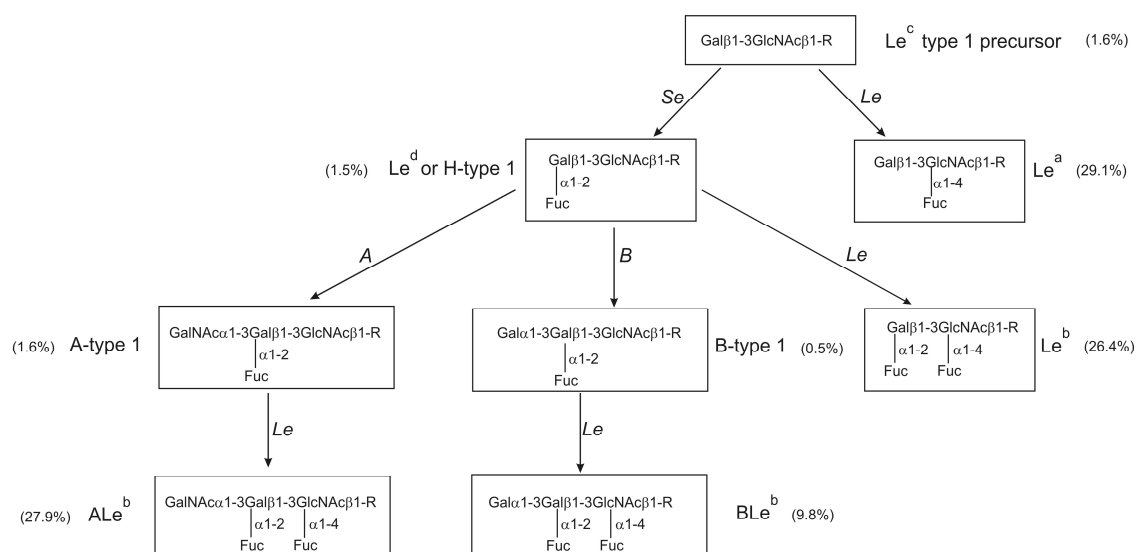 Galβ1-3GlcNAcβ1-R
Le^c type 1 precursor (1.6%)
Se
Le
(1.5%) Le^d or H-type 1
Galβ1-3GlcNAcβ1-R
α1-2
Fuc
Galβ1-3GlcNAcβ1-R
α1-4
Fuc
Le^a (29.1%)
A
B
Le
(1.6%) A-type 1
GalNAcα1-3Galβ1-3GlcNAcβ1-R
α1-2
Fuc
Galα1-3Galβ1-3GlcNAcβ1-R
α1-2
Fuc
B-type 1 (0.5%)
Galβ1-3GlcNAcβ1-R
α1-2 α1-4
Fuc Fuc
Le^b (26.4%)
Le
Le
(27.9%) ALe^b
GalNAcα1-3Galβ1-3GlcNAcβ1-R
α1-2 α1-4
Fuc Fuc
Galα1-3Galβ1-3GlcNAcβ1-R
α1-2 α1-4
Fuc Fuc
BLe^b (9.8%)